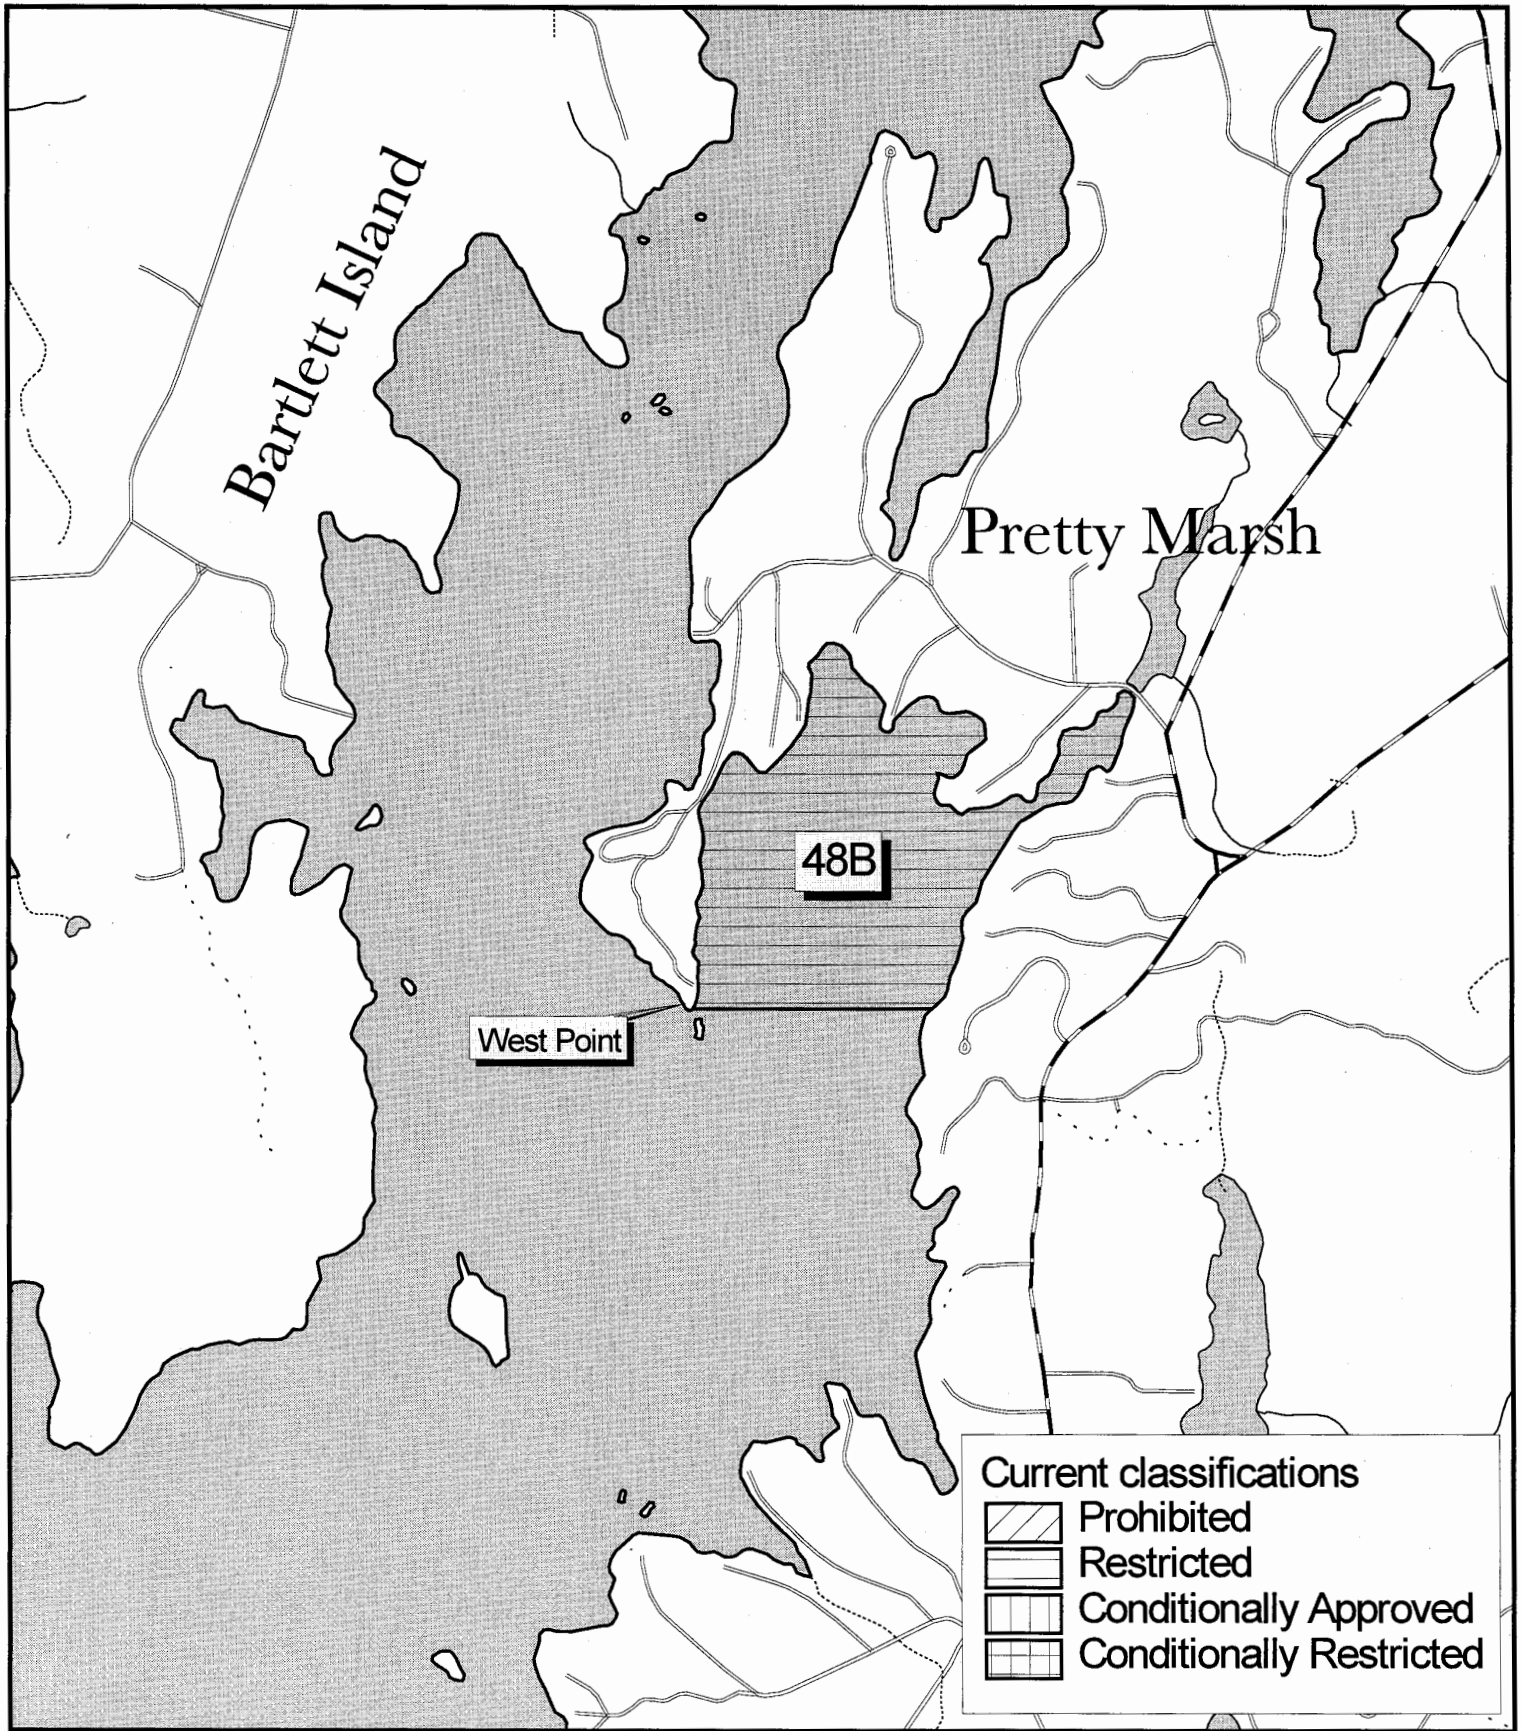 Bartlett Island
Pretty Marsh
48B
West Point
Current classifications
Prohibited
Restricted
Conditionally Approved
Conditionally Restricted